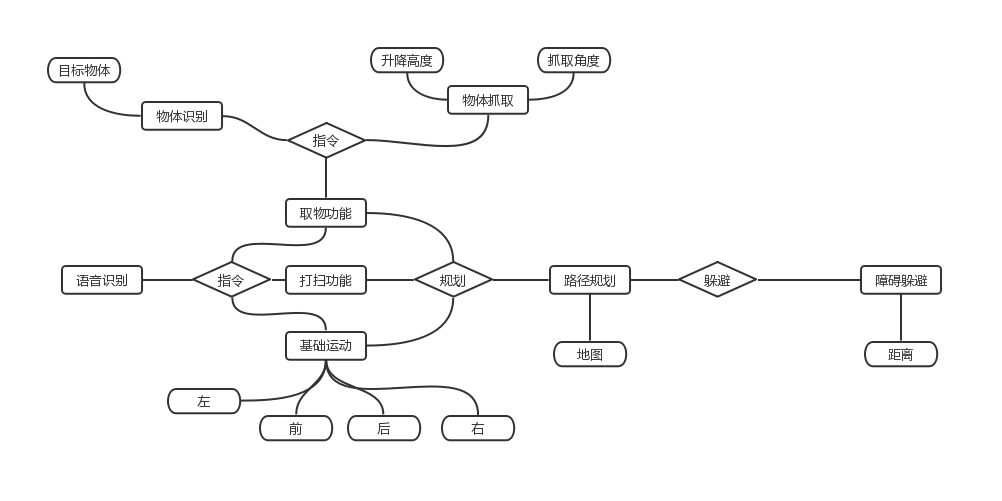 升降高度
抓取角度
目标物体
物体抓取
物体识别
指令
取物功能
语音识别
指令
打扫功能
规划
路径规划
躲避
障碍躲避
基础运动
地图
距离
左
前
后
右